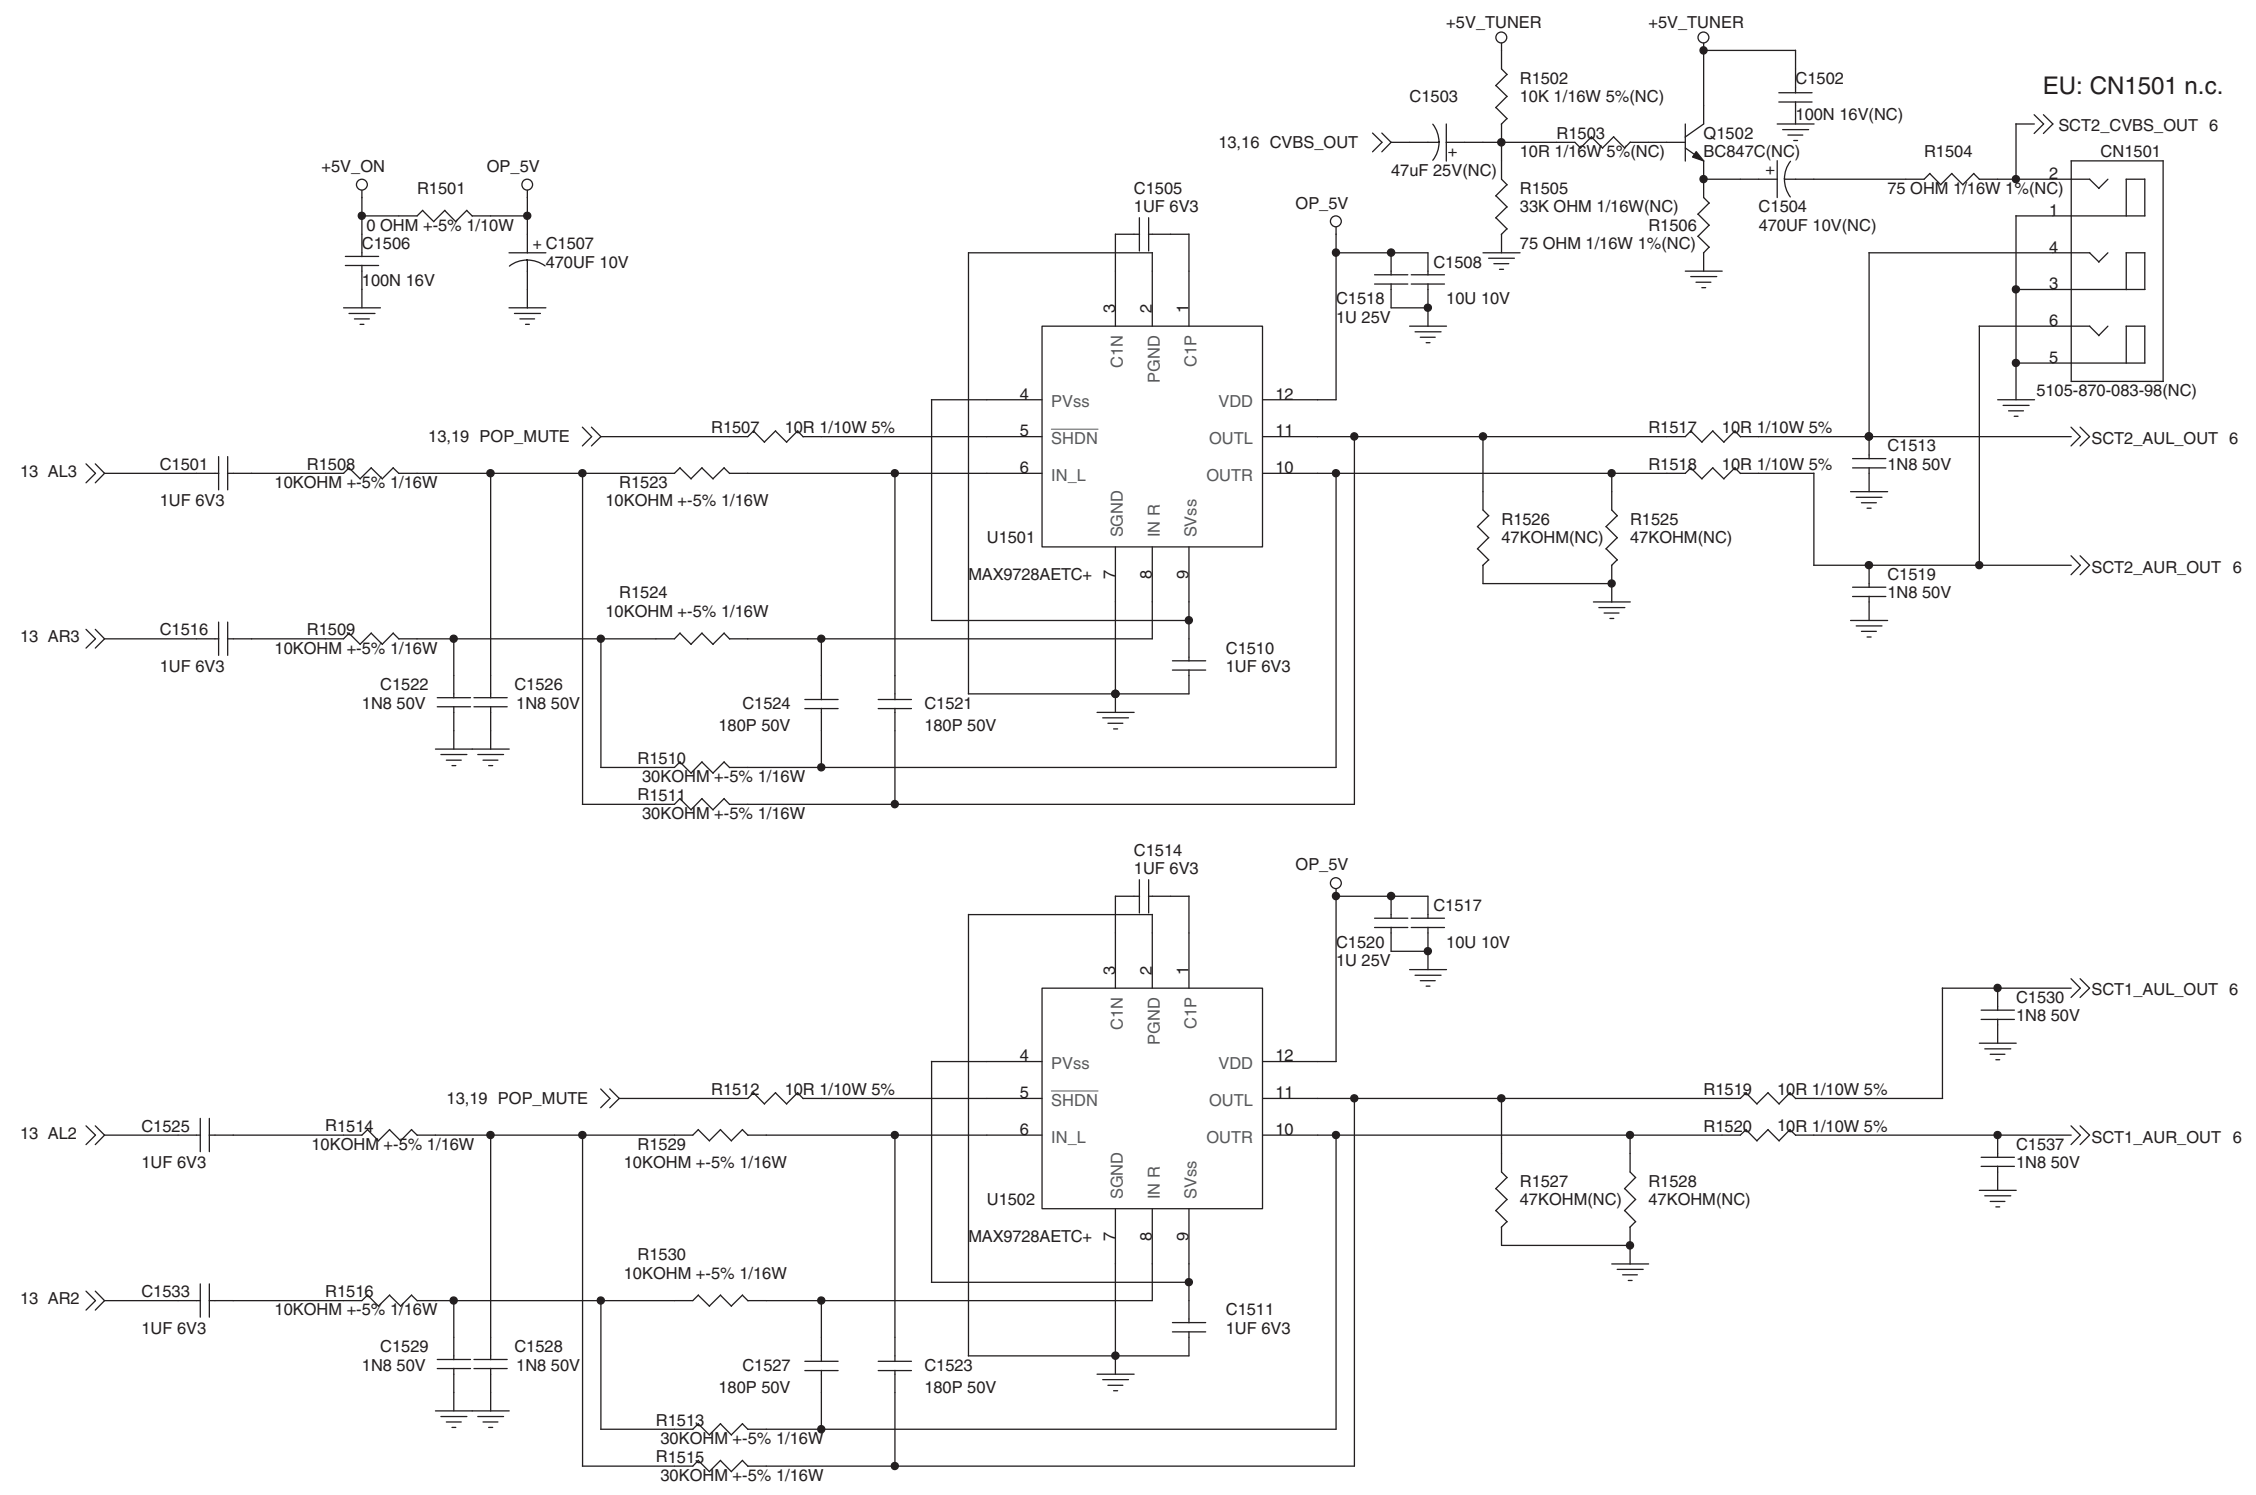 +5V_TUNER
+5V_TUNER
EU: CN1501 n.c.
R1502
10K 1/16W 5%(NC)
C1502
100N 16V(NC)
C1503
47uF 25V(NC)
13,16 CVBS_OUT
R1503
10R 1/16W 5%(NC)
Q1502
BC847C(NC)
SCT2_CVBS_OUT 6
R1504
75 OHM 1/16W 1%(NC)
CN1501
R1505
33K OHM 1/16W(NC)
R1506
75 OHM 1/16W 1%(NC)
+
+
C1504
470UF 10V(NC)
2
1
4
3
6
5
5105-870-083-98(NC)
+5V_ON
OP_5V
R1501
0 OHM +-5% 1/10W
C1506
100N 16V
+ C1507
470UF 10V
C1505
1UF 6V3
OP_5V
C1508
10U 10V
C1518
1U 25V
3
2
1
C1N
PGND
C1P
4
PVss
VDD
12
13,19 POP_MUTE
R1507
10R 1/10W 5%
5
SHDN
OUTL
11
R1517
10R 1/10W 5%
SCT2_AUL_OUT 6
C1513
1N8 50V
13 AL3
C1501
1UF 6V3
R1508
10KOHM +-5% 1/16W
R1523
10KOHM +-5% 1/16W
6
IN_L
OUTR
10
R1518
10R 1/10W 5%
SGND
IN R
SVss
U1501
MAX9728AETC+
7
8
9
R1526
47KOHM(NC)
R1525
47KOHM(NC)
SCT2_AUR_OUT 6
C1519
1N8 50V
R1524
10KOHM +-5% 1/16W
13 AR3
C1516
1UF 6V3
R1509
10KOHM +-5% 1/16W
C1510
1UF 6V3
C1522
1N8 50V
C1526
1N8 50V
C1524
180P 50V
C1521
180P 50V
R1510
30KOHM +-5% 1/16W
R1511
30KOHM +-5% 1/16W
C1514
1UF 6V3
OP_5V
C1517
10U 10V
C1520
1U 25V
3
2
1
C1N
PGND
C1P
4
PVss
VDD
12
SCT1_AUL_OUT 6
C1530
1N8 50V
13,19 POP_MUTE
R1512
10R 1/10W 5%
5
SHDN
OUTL
11
R1519
10R 1/10W 5%
13 AL2
C1525
1UF 6V3
R1514
10KOHM +-5% 1/16W
R1529
10KOHM +-5% 1/16W
6
IN_L
OUTR
10
R1520
10R 1/10W 5%
SCT1_AUR_OUT 6
C1537
1N8 50V
SGND
IN R
SVss
U1502
MAX9728AETC+
7
8
9
R1527
47KOHM(NC)
R1528
47KOHM(NC)
R1530
10KOHM +-5% 1/16W
13 AR2
C1533
1UF 6V3
R1516
10KOHM +-5% 1/16W
C1511
1UF 6V3
C1529
1N8 50V
C1528
1N8 50V
C1527
180P 50V
C1523
180P 50V
R1513
30KOHM +-5% 1/16W
R1515
30KOHM +-5% 1/16W